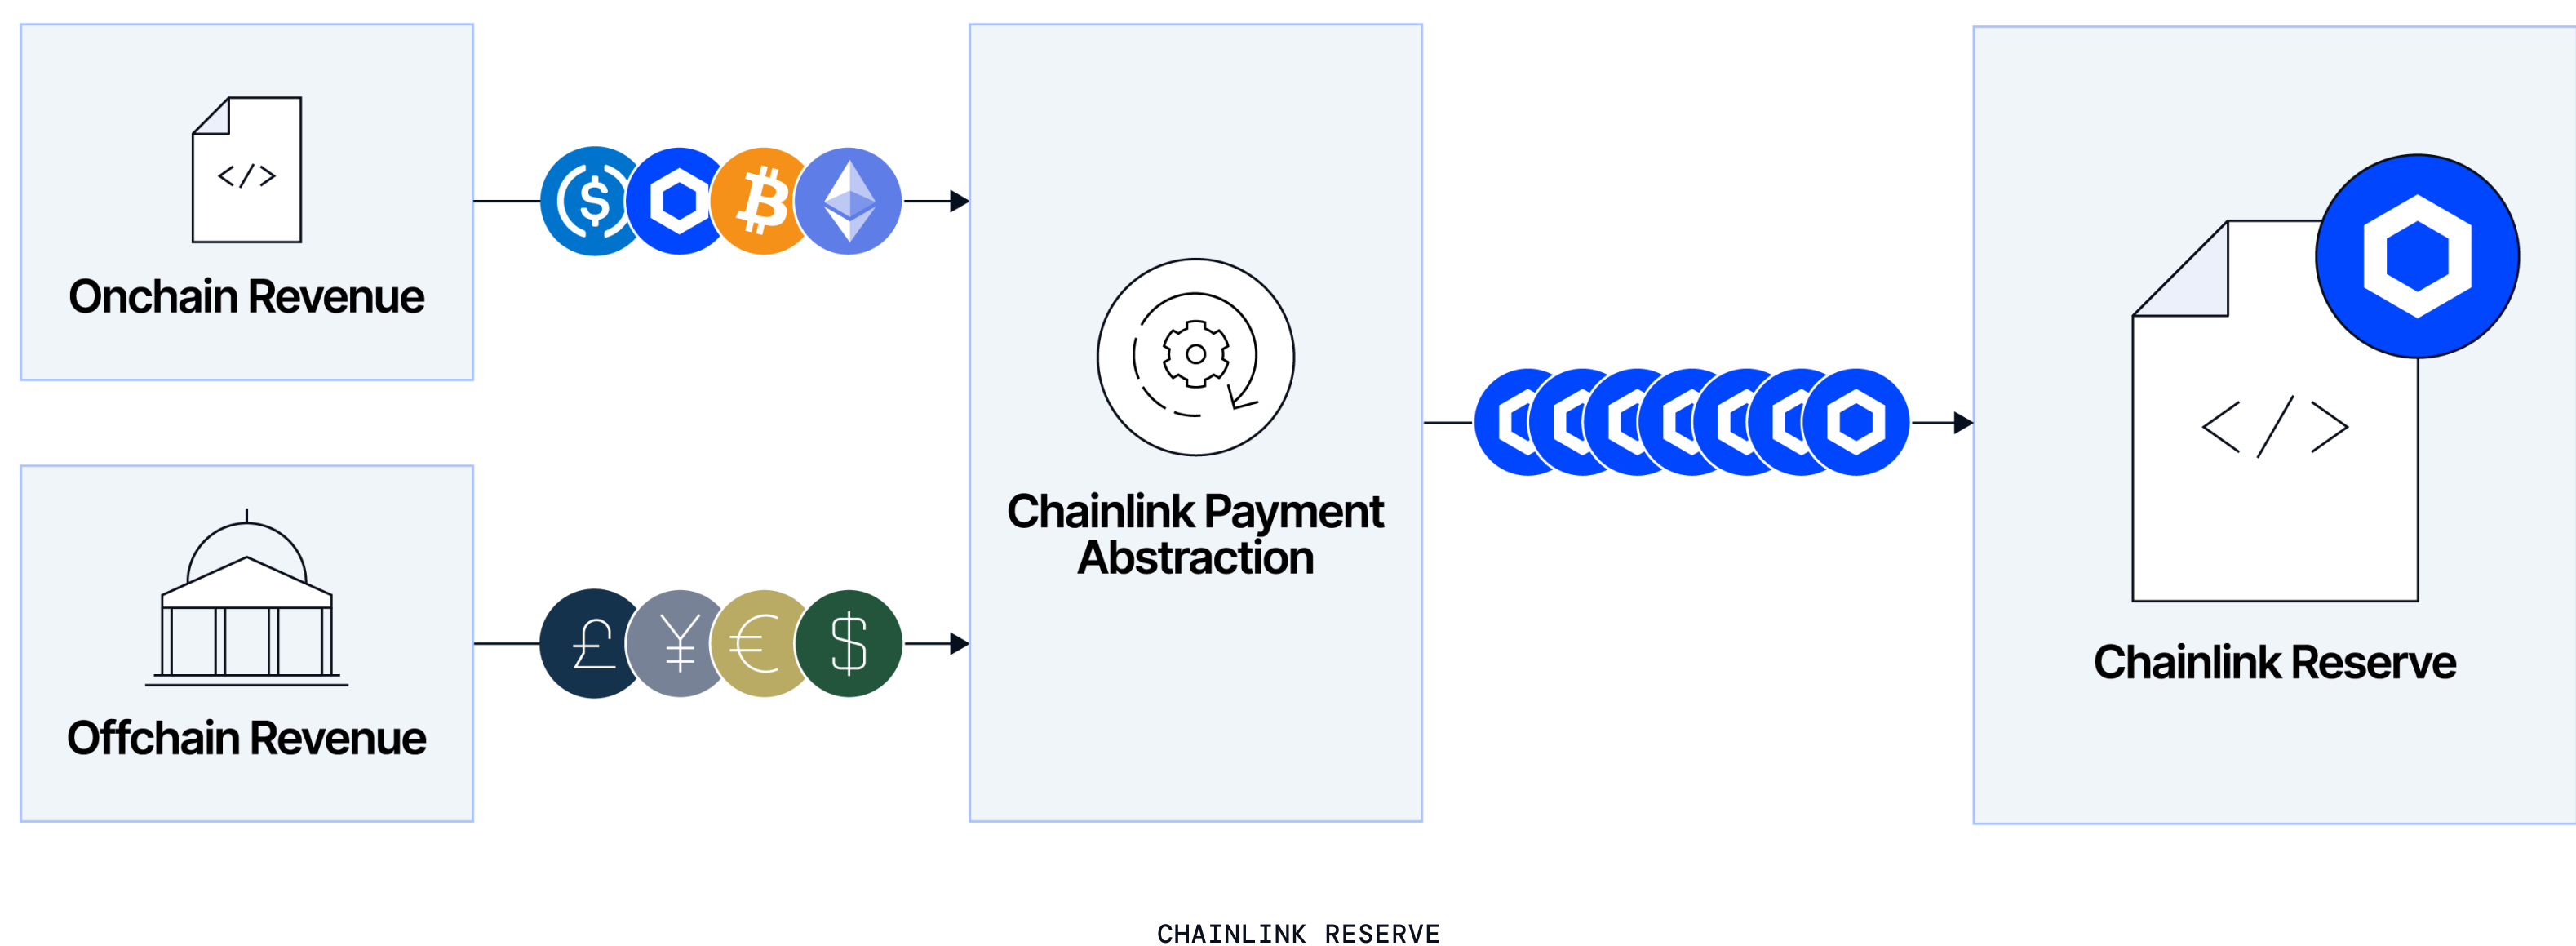 Onchain Revenue
Offchain Revenue
Chainlink Payment
Abstraction
Chainlink Reserve
CHAINLINK RESERVE